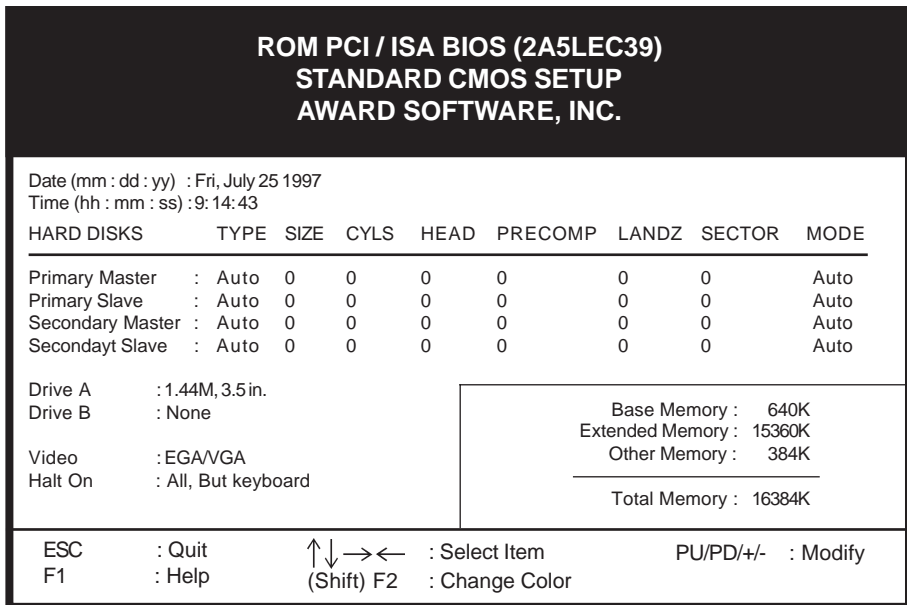 ROM PCI / ISA BIOS (2A5LEC39)
STANDARD CMOS SETUP
AWARD SOFTWARE, INC.
Date (mm : dd : yy) : Fri, July 25 1997
Time (hh : mm : ss) : 9: 14: 43
HARD DISKS TYPE SIZE CYLS HEAD PRECOMP LANDZ SECTOR MODE
Primary Master : Auto 0 0 0 0 0 0 Auto
Primary Slave : Auto 0 0 0 0 0 0 Auto
Secondary Master : Auto 0 0 0 0 0 0 Auto
Secondayt Slave : Auto 0 0 0 0 0 0 Auto
Drive A : 1.44M, 3.5 in.
Drive B : None
Video : EGA/VGA
Halt On : All, But keyboard
Base Memory : 640K
Extended Memory : 15360K
Other Memory : 384K
Total Memory : 16384K
ESC : Quit ↑↓→← : Select Item PU/PD/+/- : Modify
F1 : Help (Shift) F2 : Change Color